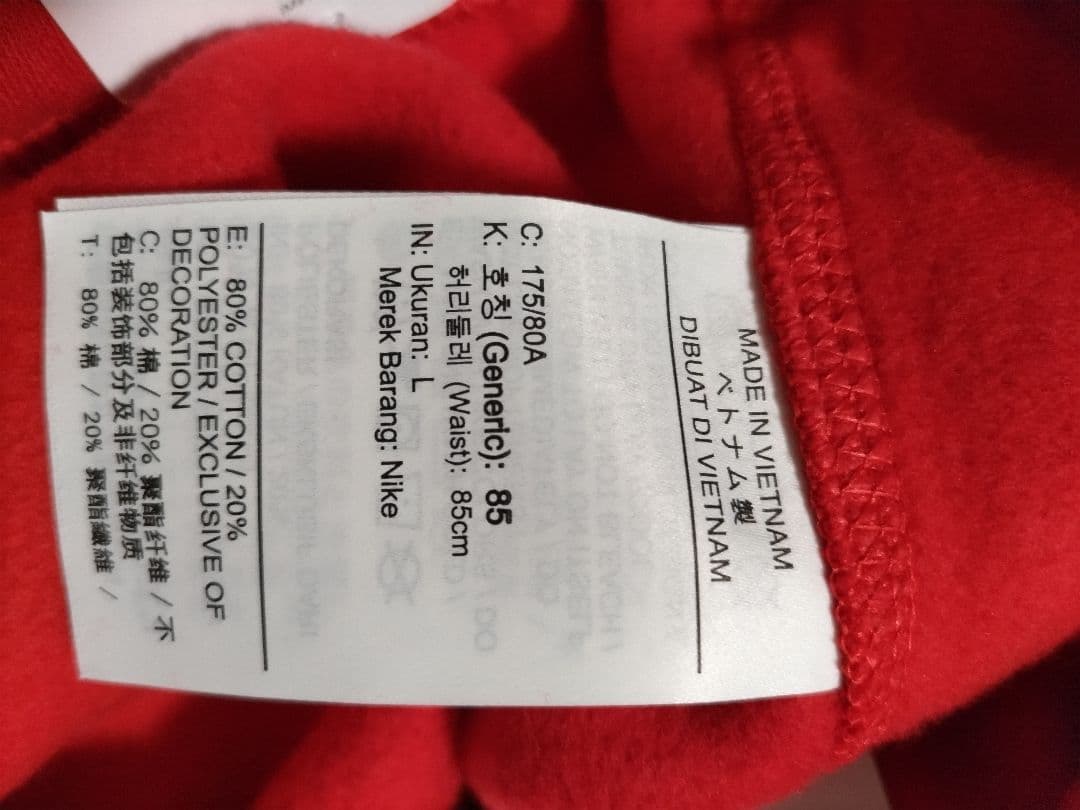 MADE IN VIETNAM
ベトナム製
DIBUAT DI VIETNAM
C: 175/80A
K: 호칭 (Generic): 85
허리둘레 (Waist): 85cm
IN: Ukuran: L
Merek Barang: Nike
E: 80% COTTON / 20%
POLYESTER / EXCLUSIVE OF
DECORATION
C: 80% 棉 / 20% 聚酯纤维 / 不
包括装饰部分及非纤维物质
T: 80% 棉 / 20% 聚酯纖維 /